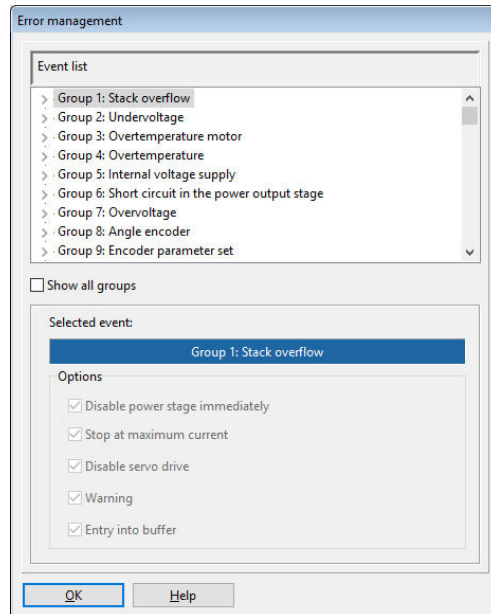 Error management
Event list
Group 1: Stack overflow
Group 2: Undervoltage
Group 3: Overtemperature motor
Group 4: Overtemperature
Group 5: Internal voltage supply
Group 6: Short circuit in the power output stage
Group 7: Overvoltage
Group 8: Angle encoder
Group 9: Encoder parameter set
Show all groups
Selected event:
Group 1: Stack overflow
Options
Disable power stage immediately
Stop at maximum current
Disable servo drive
Warning
Entry into buffer
OK
Help